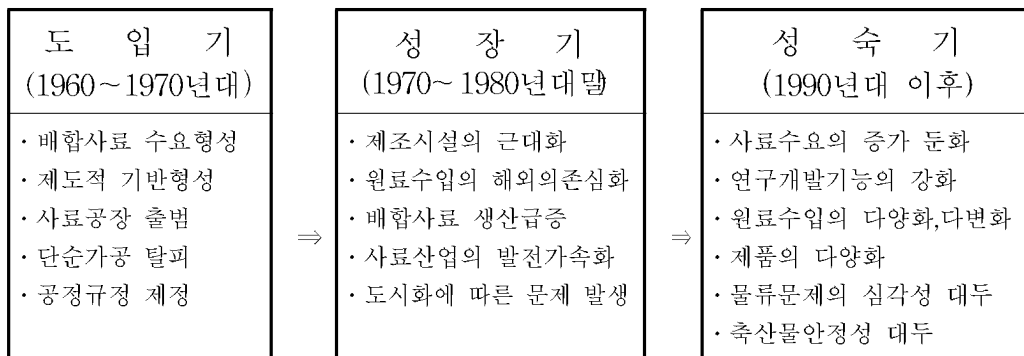 도 입 기
(1960~1970년대)
· 배합사료 수요형성
· 제도적 기반형성
· 사료공장 출범
· 단순가공 탈피
· 공정규정 제정
⇒
성 장 기
(1970~1980년대말)
· 제조시설의 근대화
· 원료수입의 해외의존심화
· 배합사료 생산급증
· 사료산업의 발전가속화
· 도시화에 따른 문제 발생
⇒
성 숙 기
(1990년대 이후)
· 사료수요의 증가 둔화
· 연구개발기능의 강화
· 원료수입의 다양화,다변화
· 제품의 다양화
· 물류문제의 심각성 대두
· 축산물안정성 대두